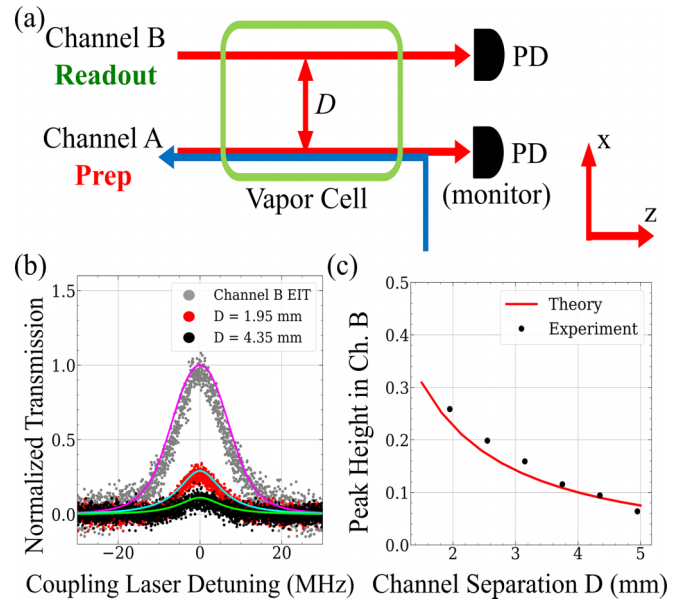 (a)
Channel B
Readout
PD
D
Channel A
Prep
PD
(monitor)
Vapor Cell
x
z
(b)
Normalized Transmission
1.5
1.0
0.5
0.0
Channel B EIT
D = 1.95 mm
D = 4.35 mm
−20
0
20
Coupling Laser Detuning (MHz)
(c)
Peak Height in Ch. B
0.5
0.4
0.3
0.2
0.1
0.0
Theory
Experiment
2
3
4
5
Channel Separation D (mm)